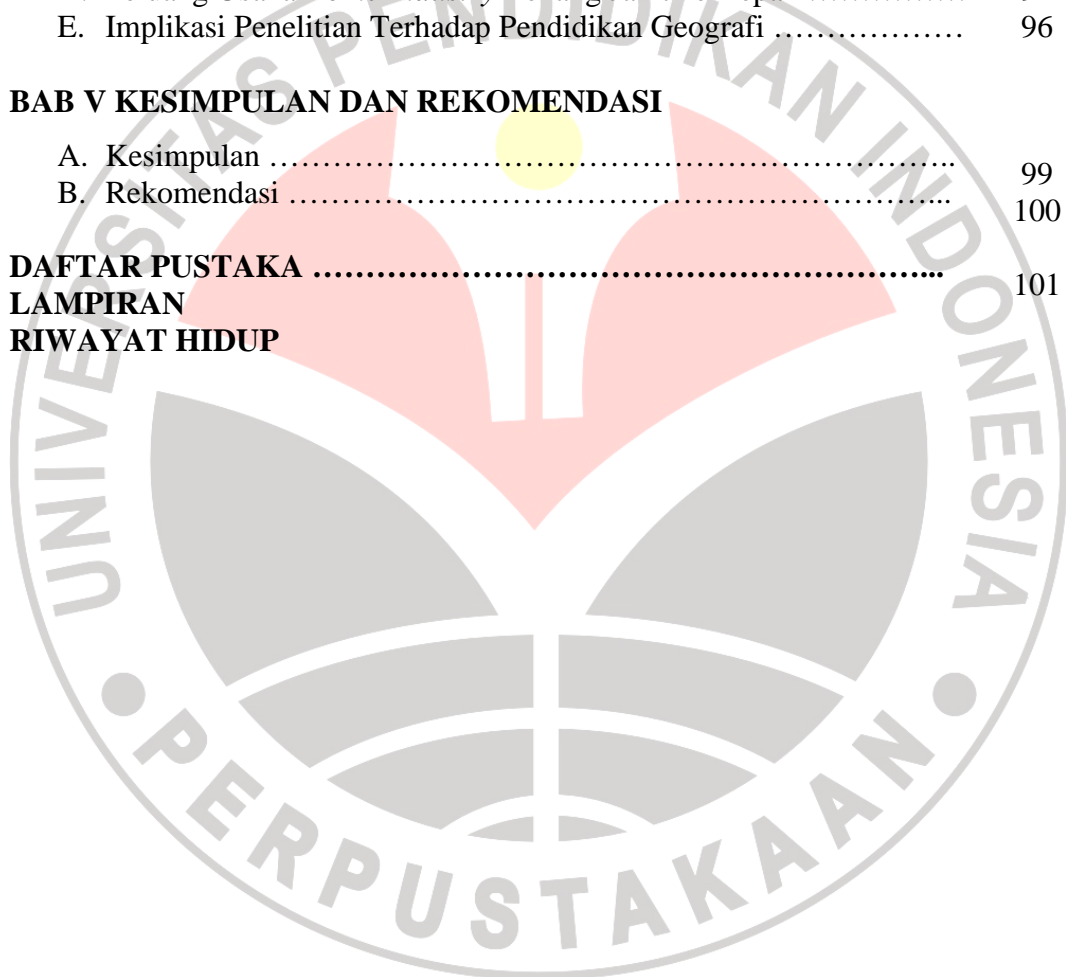 E. Implikasi Penelitian Terhadap Pendidikan Geografi ……………… 96
BAB V KESIMPULAN DAN REKOMENDASI
A. Kesimpulan ……………………………………………………….. 99
B. Rekomendasi ……………………………………………………... 100
DAFTAR PUSTAKA ………………………………………………….... 101
LAMPIRAN
RIWAYAT HIDUP
UNIVERSITAS PENDIDIKAN INDONESIA
PERPUSTAKAAN